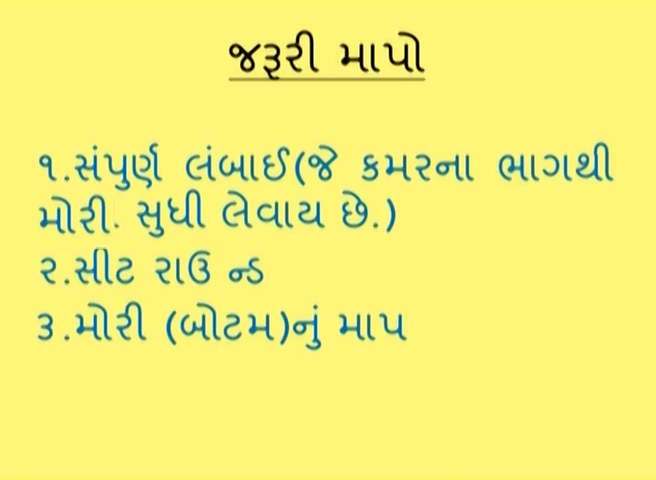 જરૂરી માપો
૧.સંપુર્ણ લંબાઈ(જે કમરના ભાગથી
મોરી. સુધી લેવાય છે.)
૨.સીટ રાઉ ન્ડ
૩.મોરી (બોટમ)નું માપ